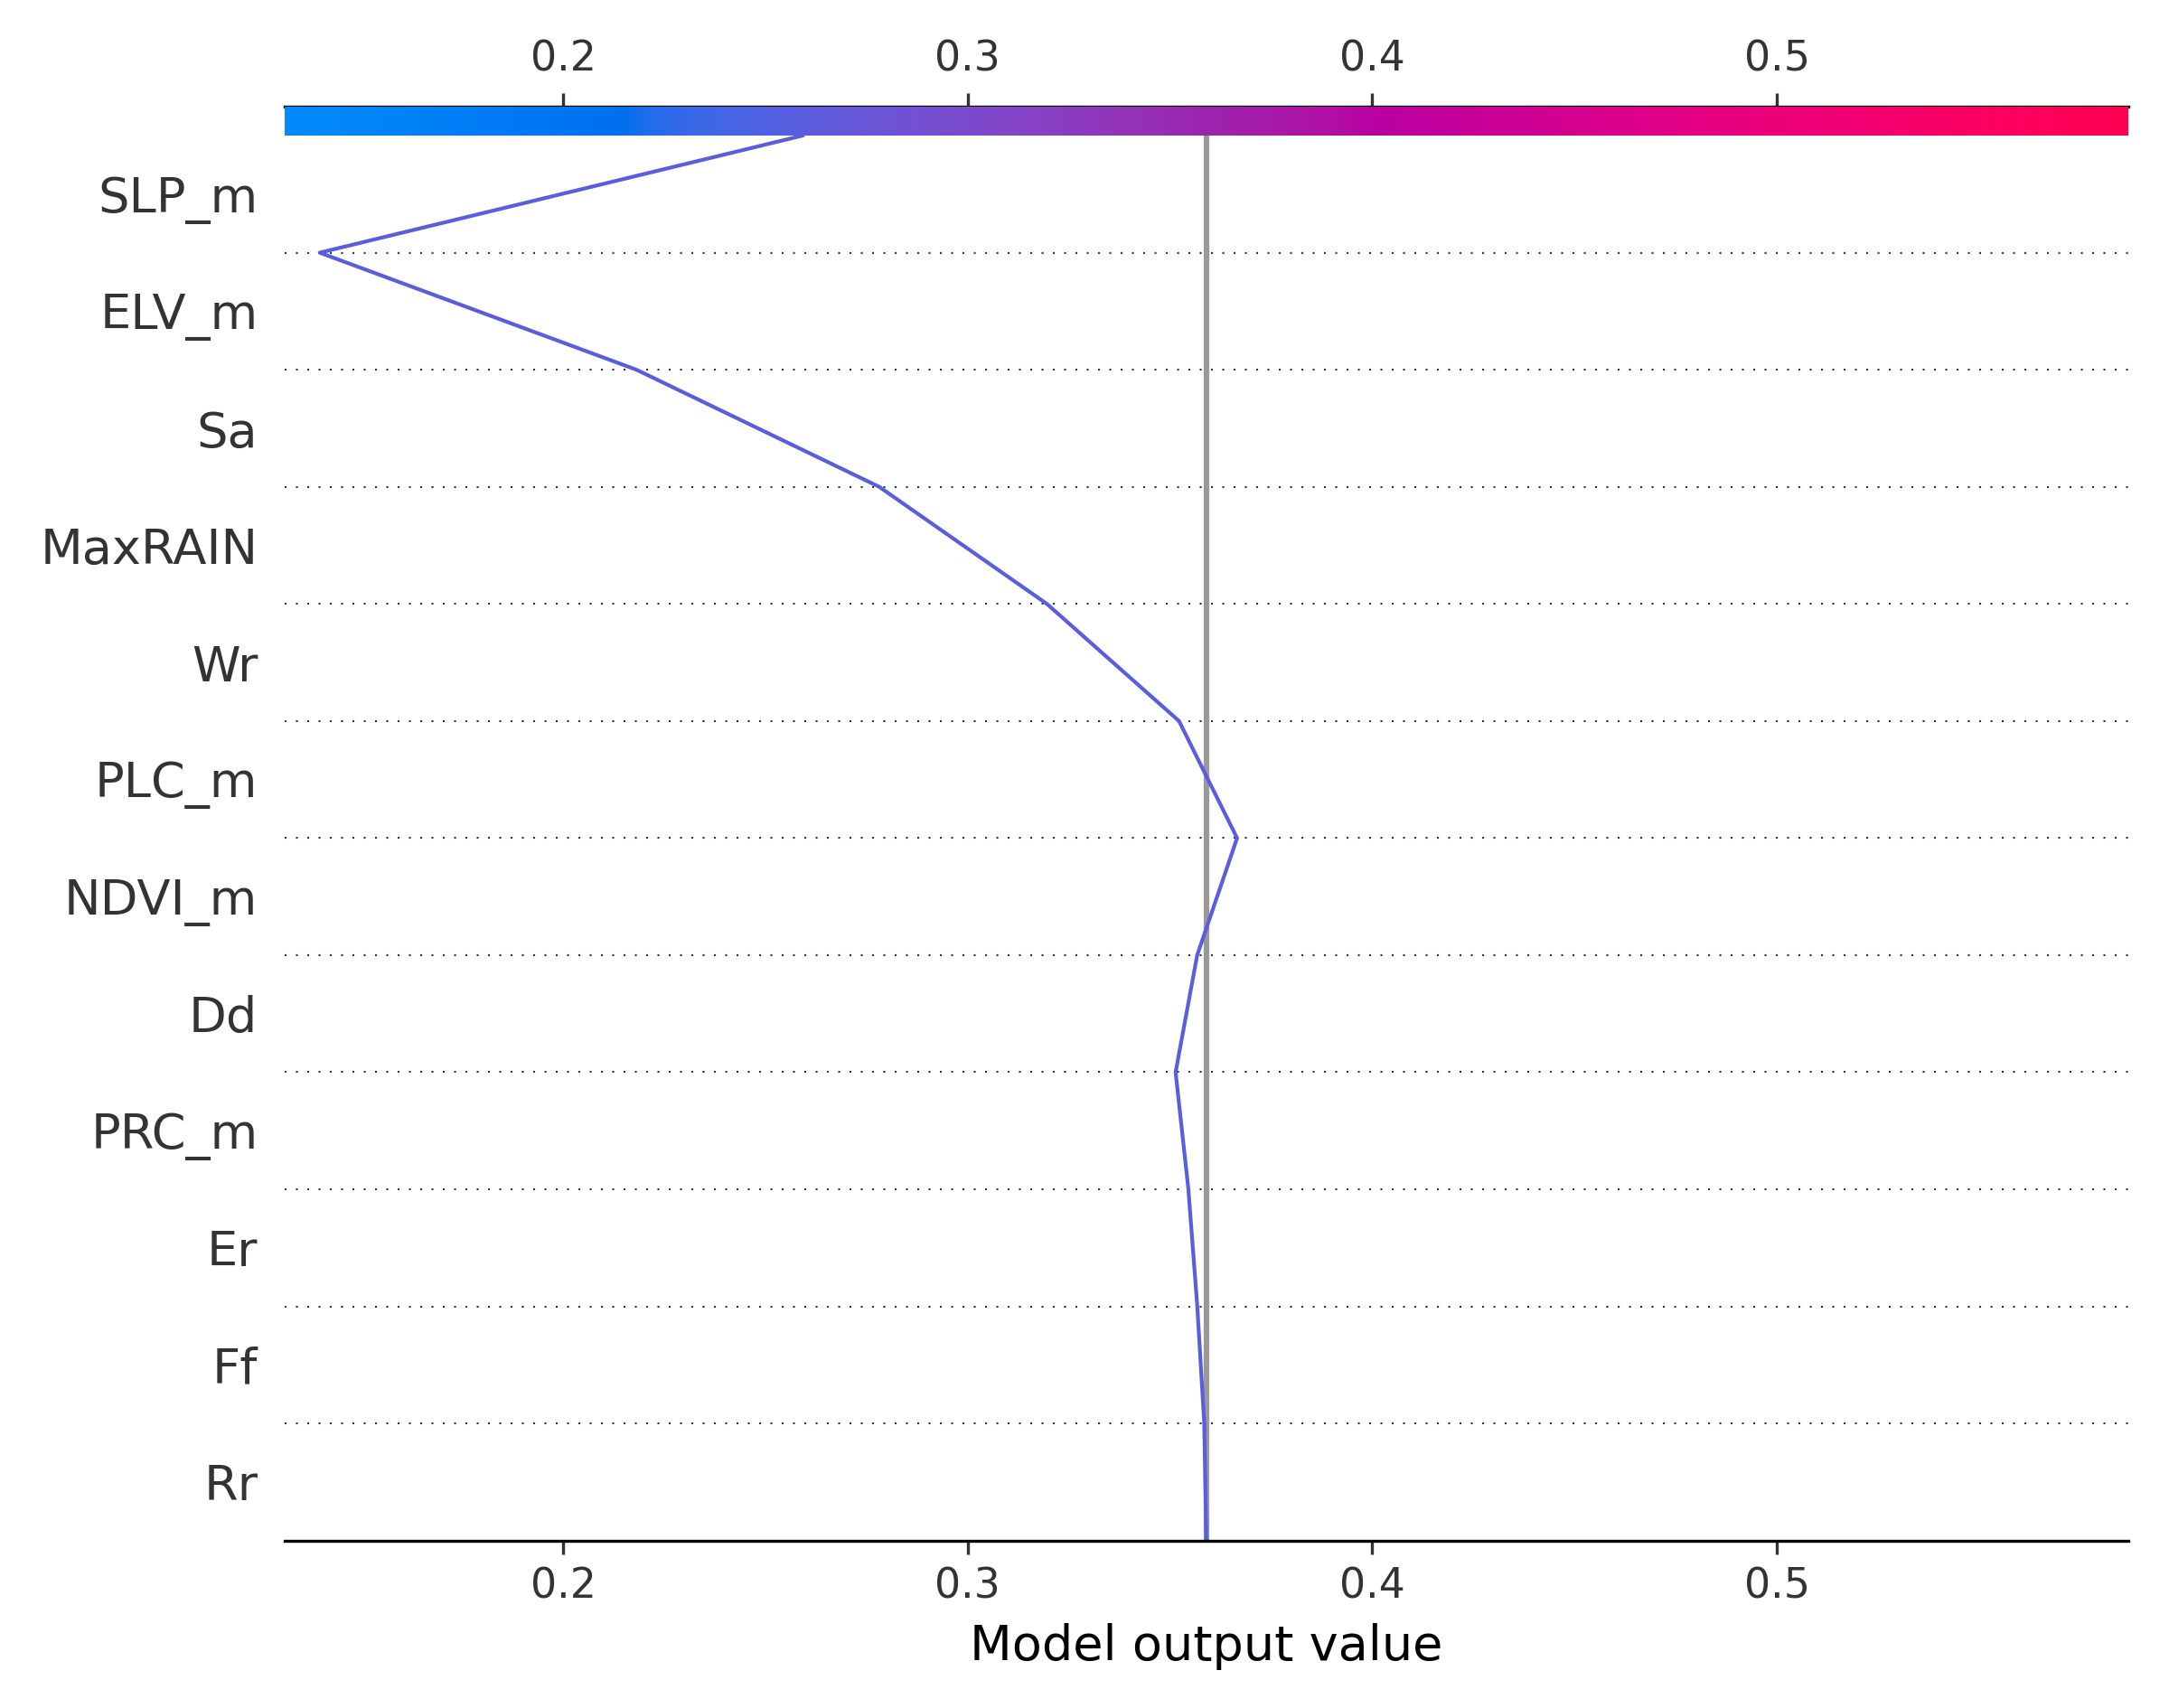 0.2 0.3 0.4 0.5
SLP_m
ELV_m
Sa
MaxRAIN
Wr
PLC_m
NDVI_m
Dd
PRC_m
Er
Ff
Rr
0.2 0.3 0.4 0.5
Model output value